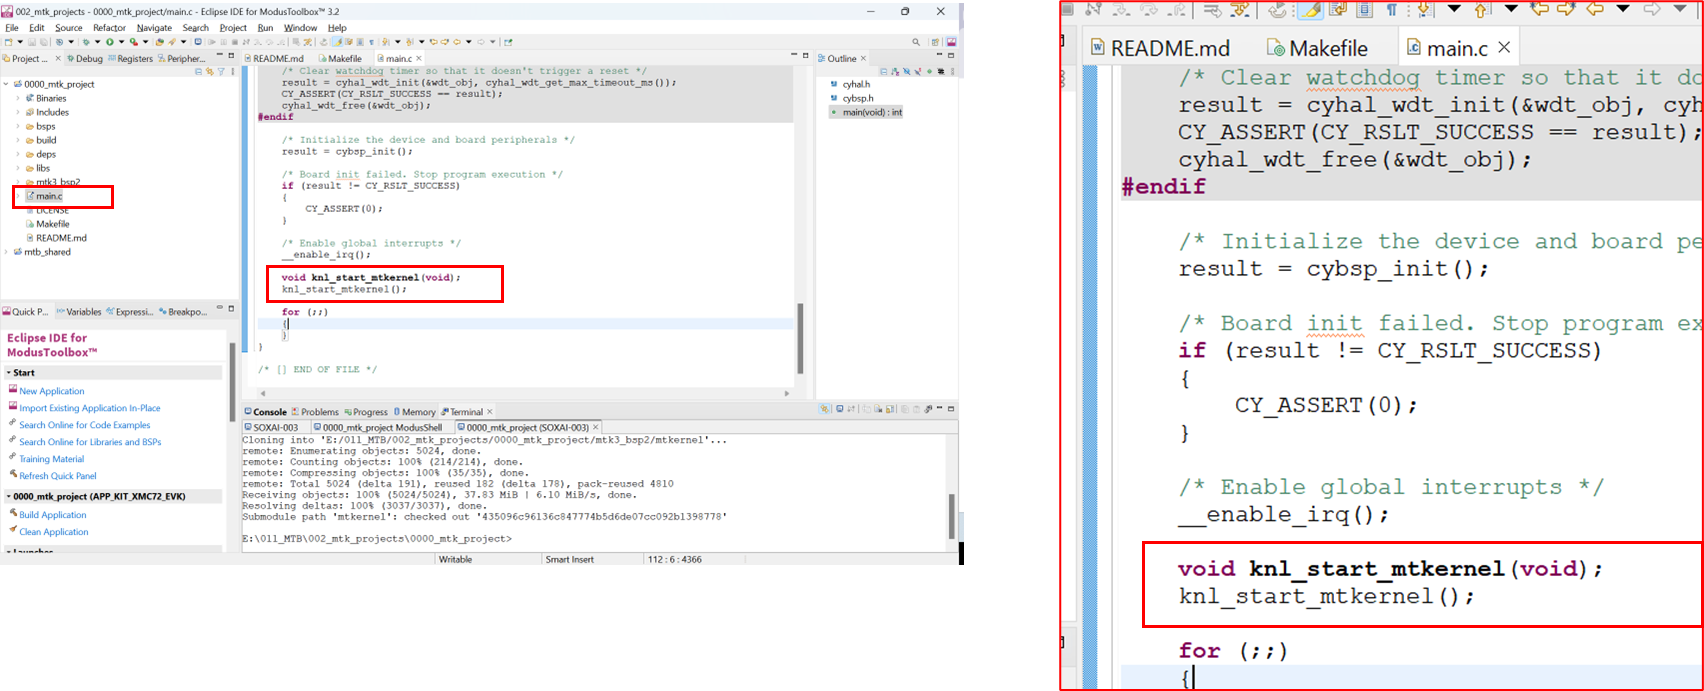 002_mtk_projects - 0000_mtk_project/main.c - Eclipse IDE for ModusToolbox™ 3.2
File Edit Source Refactor Navigate Search Project Run Window Help
Project ... Debug Registers Peripher...
0000_mtk_project
Binaries
Includes
bsps
build
deps
libs
mtk3_bsp2
main.c
LICENSE
Makefile
README.md
mtb_shared
Quick P... Variables Expressi... Breakpo...
Eclipse IDE for
ModusToolbox™
Start
New Application
Import Existing Application In-Place
Search Online for Code Examples
Search Online for Libraries and BSPs
Training Material
Refresh Quick Panel
0000_mtk_project (APP_KIT_XMC72_EVK)
Build Application
Clean Application
Launches
README.md Makefile main.c
/* Clear watchdog timer so that it doesn't trigger a reset */
result = cyhal_wdt_init(&wdt_obj, cyhal_wdt_get_max_timeout_ms());
CY_ASSERT(CY_RSLT_SUCCESS == result);
cyhal_wdt_free(&wdt_obj);
#endif
/* Initialize the device and board peripherals */
result = cybsp_init();
/* Board init failed. Stop program execution */
if (result != CY_RSLT_SUCCESS)
{
CY_ASSERT(0);
}
/* Enable global interrupts */
__enable_irq();
void knl_start_mtkernel(void);
knl_start_mtkernel();
for (;;)
{
}
}
/* [] END OF FILE */
Outline
cyhal.h
cybsp.h
main(void) : int
Console Problems Progress Memory Terminal
SOXAI-003 0000_mtk_project ModusShell 0000_mtk_project (SOXAI-003)
Cloning into 'E:/011_MTB/002_mtk_projects/0000_mtk_project/mtk3_bsp2/mtkernel'...
remote: Enumerating objects: 5024, done.
remote: Counting objects: 100% (214/214), done.
remote: Compressing objects: 100% (35/35), done.
remote: Total 5024 (delta 191), reused 182 (delta 178), pack-reused 4810
Receiving objects: 100% (5024/5024), 37.83 MiB | 6.10 MiB/s, done.
Resolving deltas: 100% (3037/3037), done.
Submodule path 'mtkernel': checked out '435096c96136c847774b5d6de07cc092b1398778'
E:\011_MTB\002_mtk_projects\0000_mtk_project>
Writable Smart Insert 112 : 6 : 4366
README.md Makefile main.c
/* Clear watchdog timer so that it do
result = cyhal_wdt_init(&wdt_obj, cyh
CY_ASSERT(CY_RSLT_SUCCESS == result);
cyhal_wdt_free(&wdt_obj);
#endif
/* Initialize the device and board pe
result = cybsp_init();
/* Board init failed. Stop program ex
if (result != CY_RSLT_SUCCESS)
{
CY_ASSERT(0);
}
/* Enable global interrupts */
__enable_irq();
void knl_start_mtkernel(void);
knl_start_mtkernel();
for (;;)
{